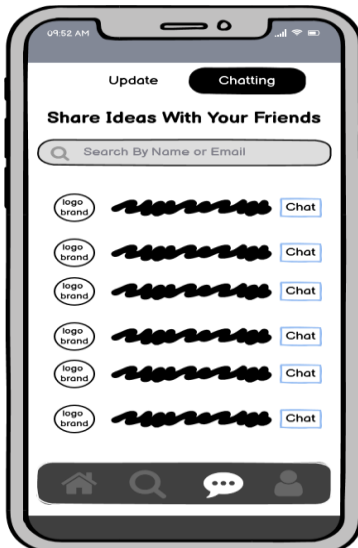 09:52 AM
Update Chatting
Share Ideas With Your Friends
Search By Name or Email
logo brand Chat
logo brand Chat
logo brand Chat
logo brand Chat
logo brand Chat
logo brand Chat